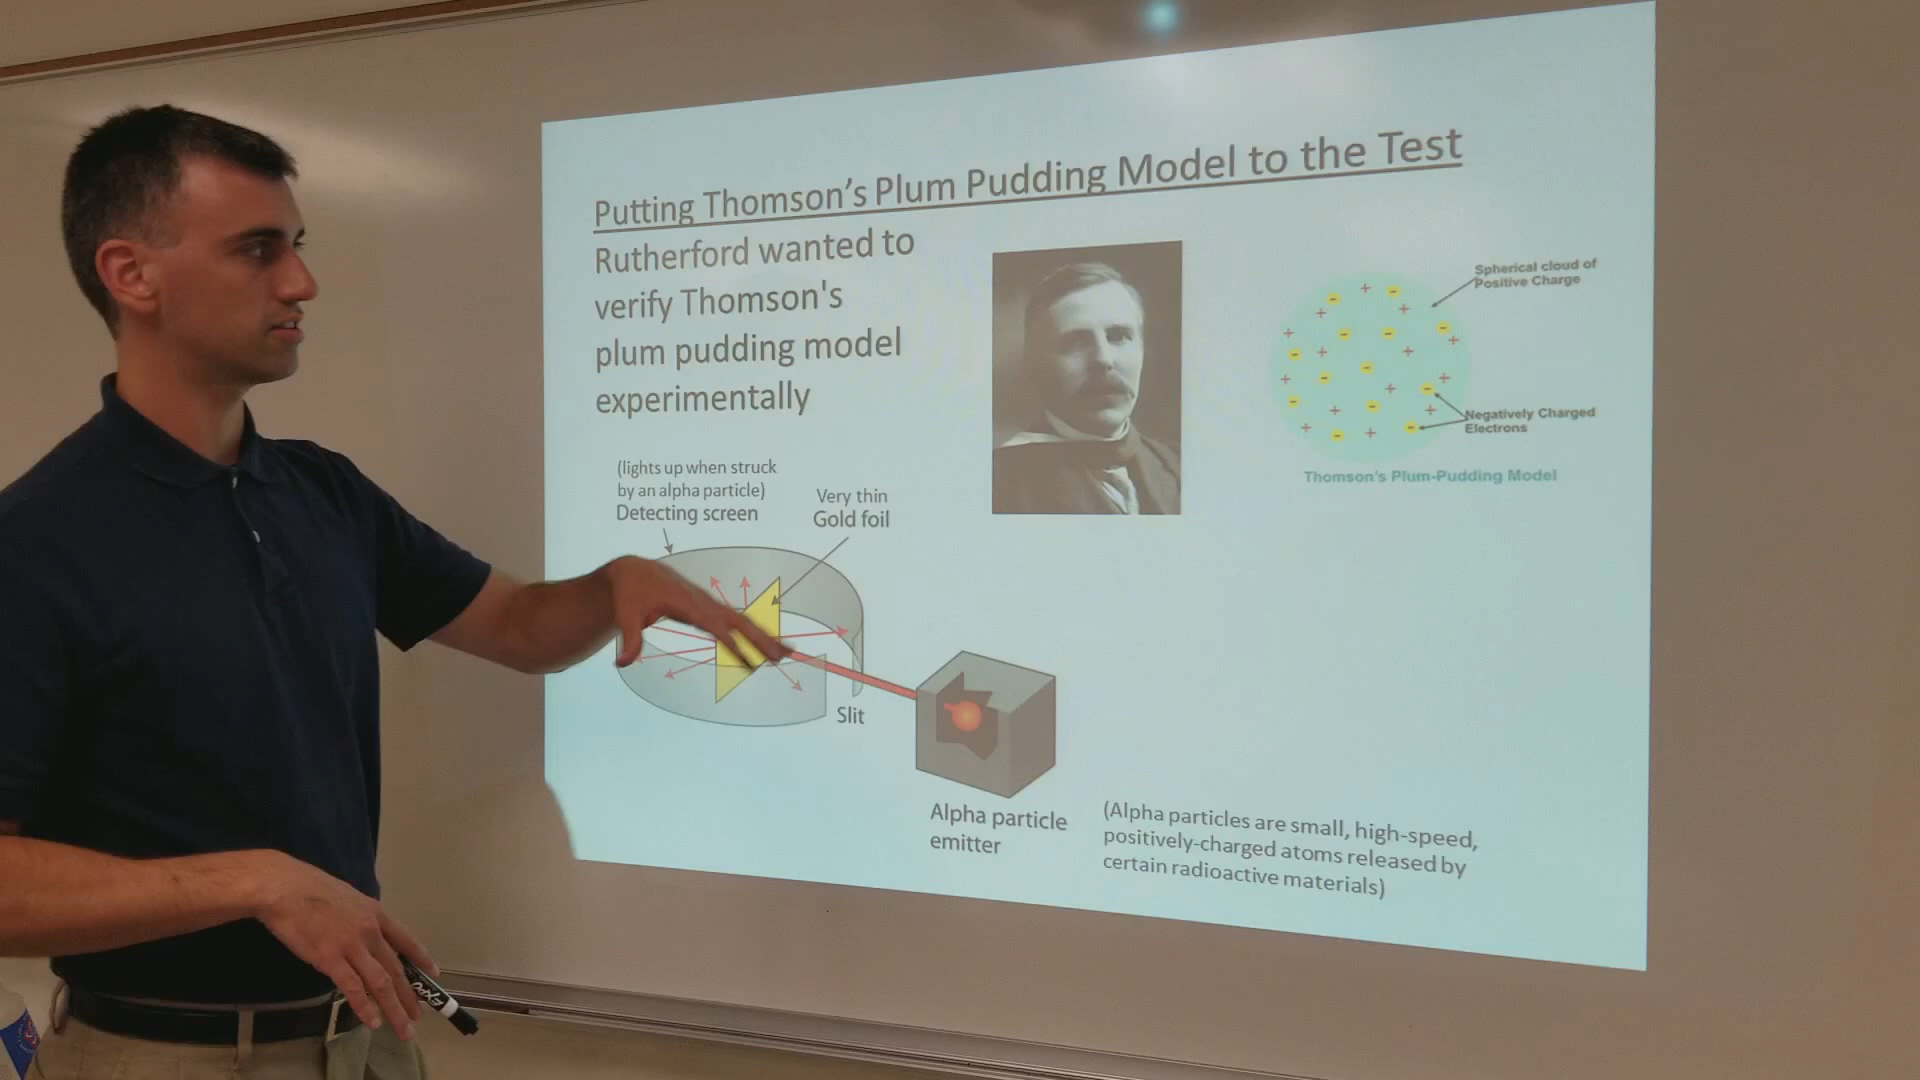 Putting Thomson's Plum Pudding Model to the Test
Rutherford wanted to
verify Thomson's
plum pudding model
experimentally
Spherical cloud of
Positive Charge
Negatively Charged
Electrons
Thomson's Plum-Pudding Model
(lights up when struck
by an alpha particle)
Detecting screen
Very thin
Gold foil
Slit
Alpha particle
emitter
(Alpha particles are small, high-speed,
positively-charged atoms released by
certain radioactive materials)
EXPO